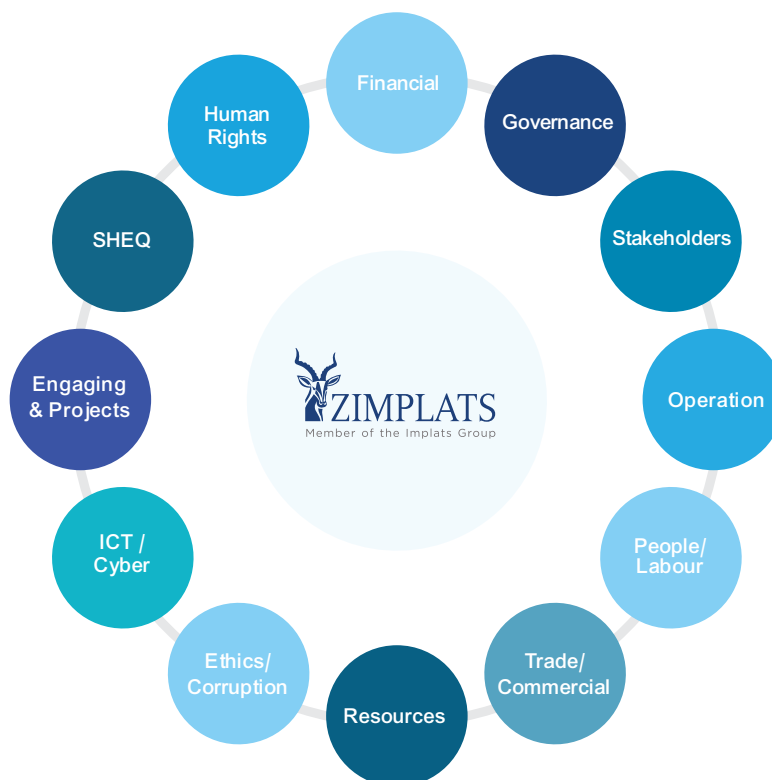 Financial
Governance
Stakeholders
Operation
People/
Labour
Trade/
Commercial
Resources
Ethics/
Corruption
ICT /
Cyber
Engaging
& Projects
SHEQ
Human
Rights
ZIMPLATS
Member of the Implats Group